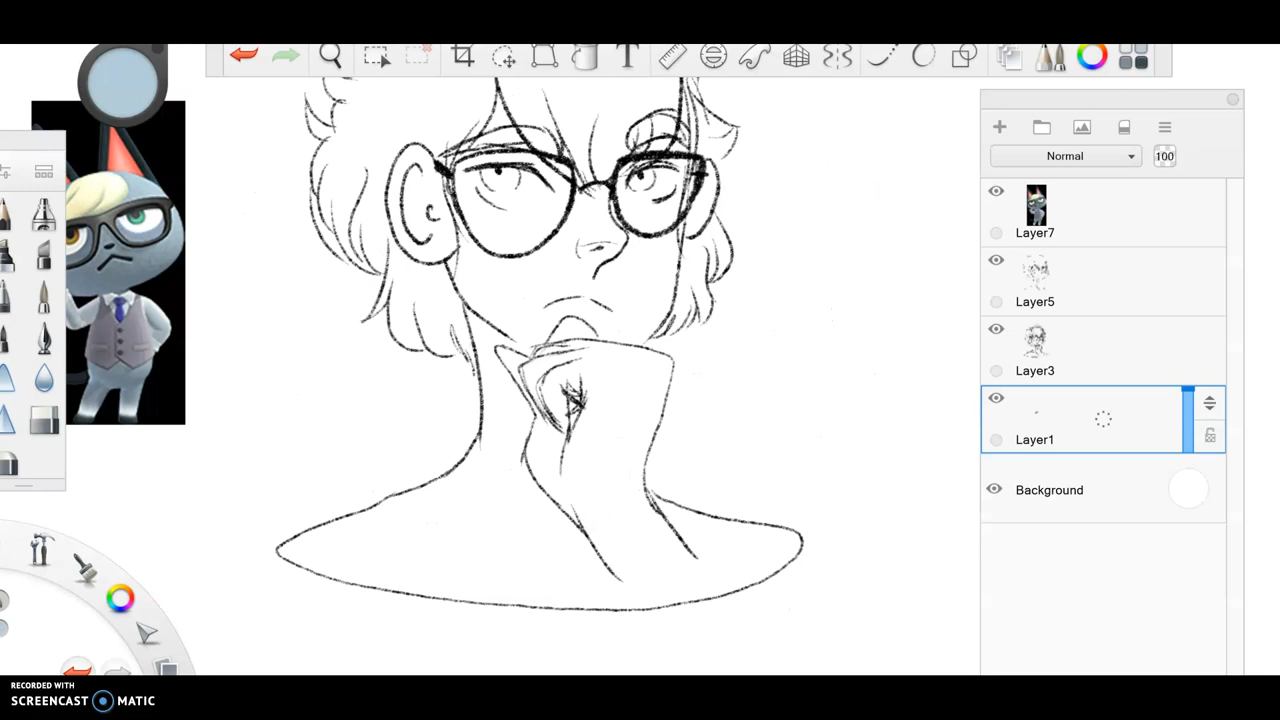 T
Normal
100
Layer7
Layer5
Layer3
Layer1
Background
RECORDED WITH
SCREENCAST MATIC